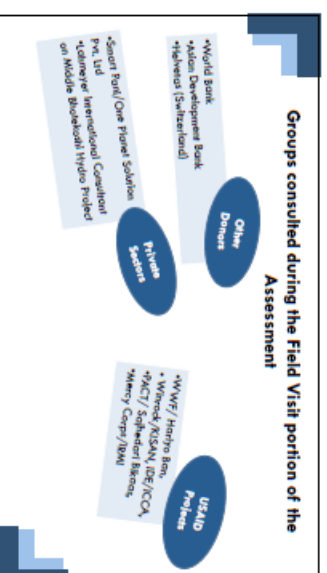 Groups consulted during the Field Visit portion of the
Assessment
Other
Donors
•World Bank
•Asian Development Bank
•Helvetas (Switzerland)
Private
Sectors
•Smart Pani/One Planet Solution
Pvt. Ltd
•Lahmeyer International Consultant
on Middle Bhotekoshi Hydro Project
USAID
Projects
•WWF/ Hariyo Ban,
• Winrock/KISAN, IDE/ICCA,
•PACT/ Sajhedari Bikaas,
•Mercy Corps/IRMI